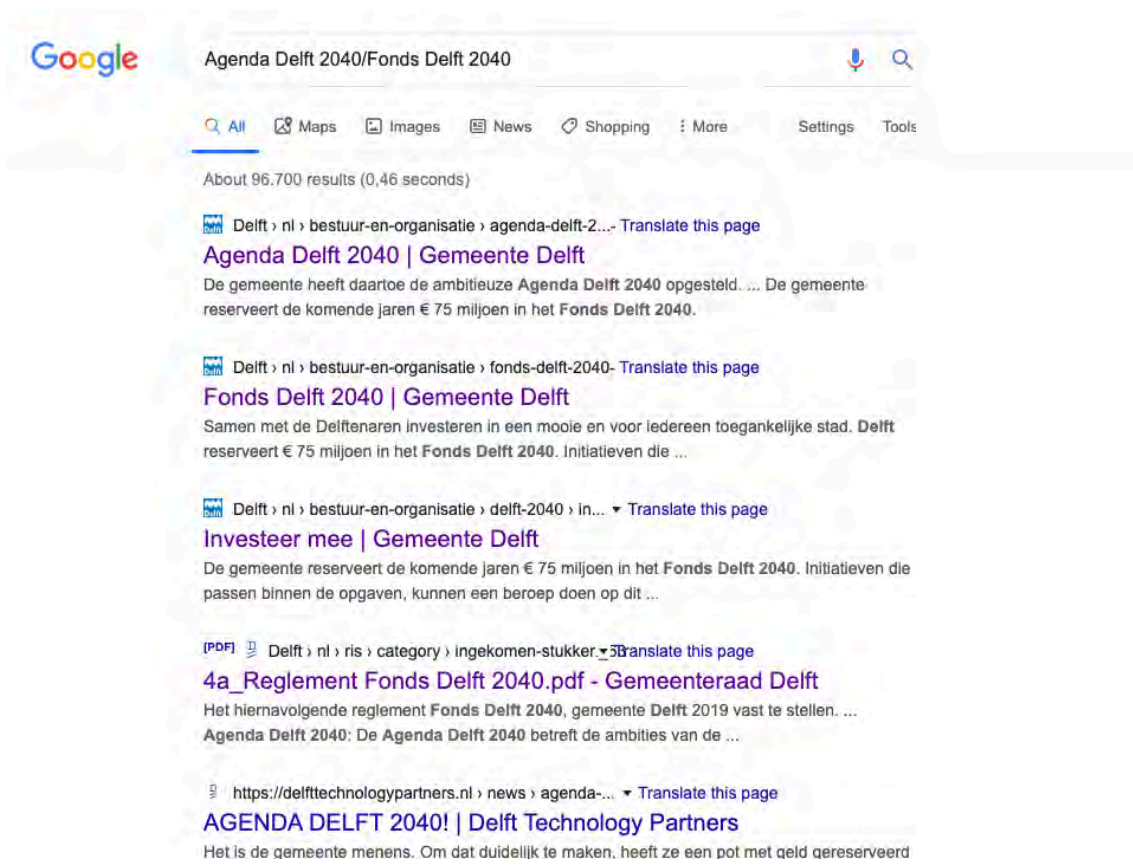 Google
Agenda Delft 2040/Fonds Delft 2040
All Maps Images News Shopping More Settings Tools
About 96.700 results (0,46 seconds)
Delft › nl › bestuur-en-organisatie › agenda-delft-2...- Translate this page
Agenda Delft 2040 | Gemeente Delft
De gemeente heeft daartoe de ambitieuze Agenda Delft 2040 opgesteld. ... De gemeente
reserveert de komende jaren € 75 miljoen in het Fonds Delft 2040.
Delft › nl › bestuur-en-organisatie › fonds-delft-2040- Translate this page
Fonds Delft 2040 | Gemeente Delft
Samen met de Delftenaren investeren in een mooie en voor iedereen toegankelijke stad. Delft
reserveert € 75 miljoen in het Fonds Delft 2040. Initiatieven die ...
Delft › nl › bestuur-en-organisatie › delft-2040 › in... Translate this page
Investeer mee | Gemeente Delft
De gemeente reserveert de komende jaren € 75 miljoen in het Fonds Delft 2040. Initiatieven die
passen binnen de opgaven, kunnen een beroep doen op dit ...
[PDF] Delft › nl › ris › category › ingekomen-stukker. Translate this page
4a_Reglement Fonds Delft 2040.pdf - Gemeenteraad Delft
Het hiernavolgende reglement Fonds Delft 2040, gemeente Delft 2019 vast te stellen. ...
Agenda Delft 2040: De Agenda Delft 2040 betreft de ambities van de ...
https://delfttechnologypartners.nl › news › agenda-... Translate this page
AGENDA DELFT 2040! | Delft Technology Partners
Het is de gemeente menens. Om dat duidelijk te maken, heeft ze een pot met geld gereserveerd